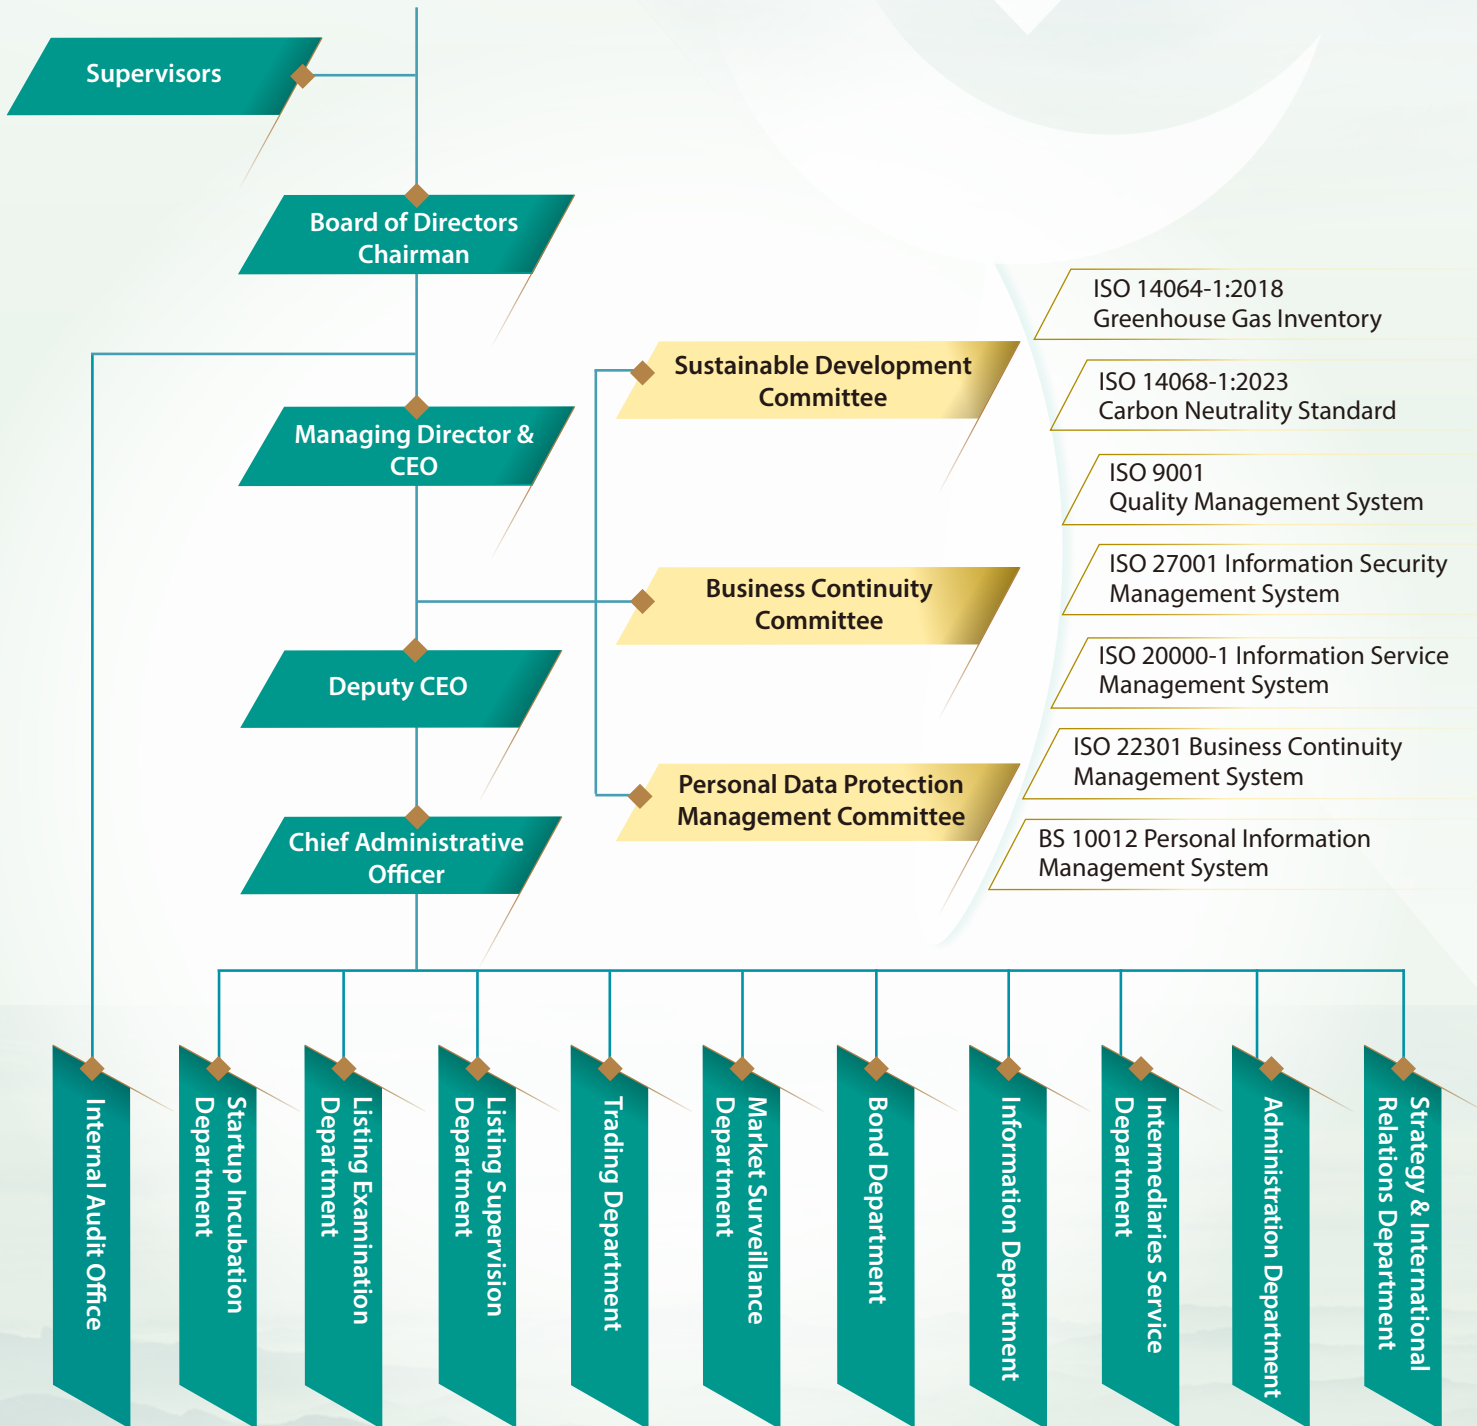 Supervisors
Board of Directors
Chairman
Managing Director &
CEO
Deputy CEO
Chief Administrative
Officer
Sustainable Development
Committee
Business Continuity
Committee
Personal Data Protection
Management Committee
ISO 14064-1:2018
Greenhouse Gas Inventory
ISO 14068-1:2023
Carbon Neutrality Standard
ISO 9001
Quality Management System
ISO 27001 Information Security
Management System
ISO 20000-1 Information Service
Management System
ISO 22301 Business Continuity
Management System
BS 10012 Personal Information
Management System
Internal Audit Office
Startup Incubation
Department
Listing Examination
Department
Listing Supervision
Department
Trading Department
Market Surveillance
Department
Bond Department
Information Department
Intermediaries Service
Department
Administration Department
Strategy & International
Relations Department